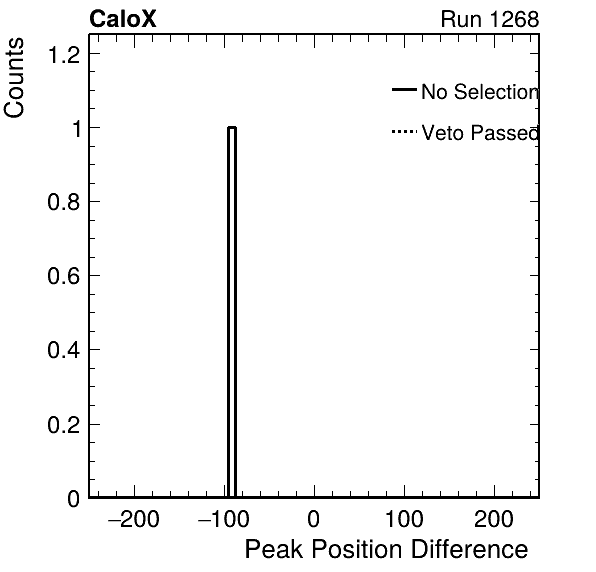 CaloX Run 1268
Counts
1.2
No Selection
1
Veto Passed
0.8
0.6
0.4
0.2
0
−200 −100 0 100 200
Peak Position Difference